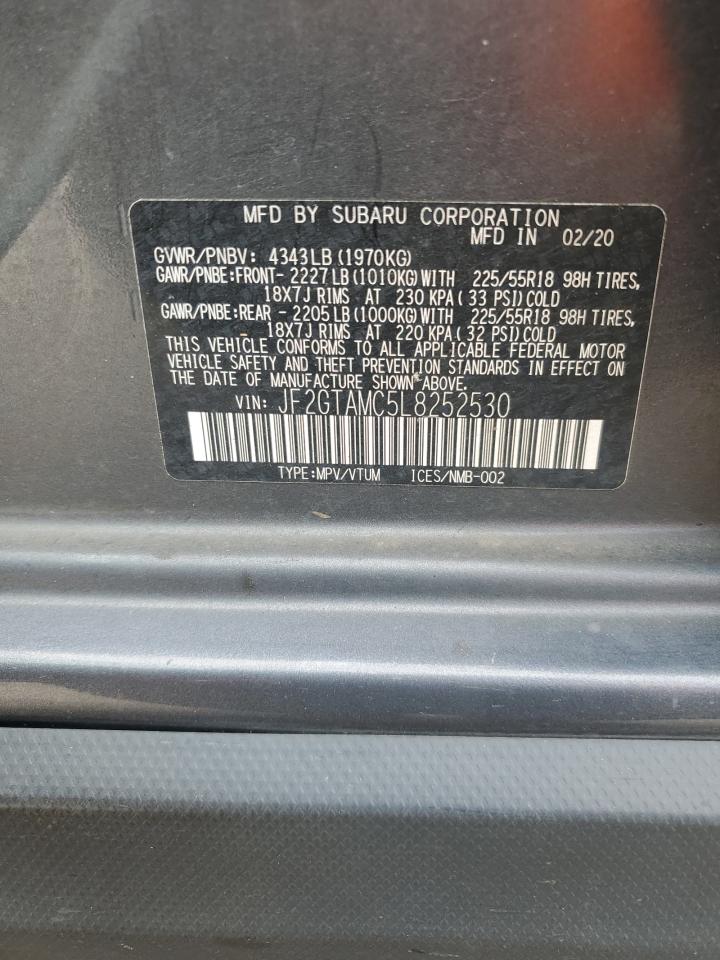 MFD BY SUBARU CORPORATION
MFD IN 02/20
GVWR/PNBV: 4343LB(1970KG)
GAWR/PNBE:FRONT- 2227LB(1010KG)WITH 225/55R18 98H TIRES,
18X7J RIMS AT 230 KPA( 33 PSI)COLD
GAWR/PNBE:REAR - 2205LB(1000KG)WITH 225/55R18 98H TIRES,
18X7J RIMS AT 220 KPA( 32 PSI)COLD
THIS VEHICLE CONFORMS TO ALL APPLICABLE FEDERAL MOTOR
VEHICLE SAFETY AND THEFT PREVENTION STANDARDS IN EFFECT ON
THE DATE OF MANUFACTURE SHOWN ABOVE.
VIN: JF2GTAMC5L8252530
TYPE:MPV/VTUM ICES/NMB-002